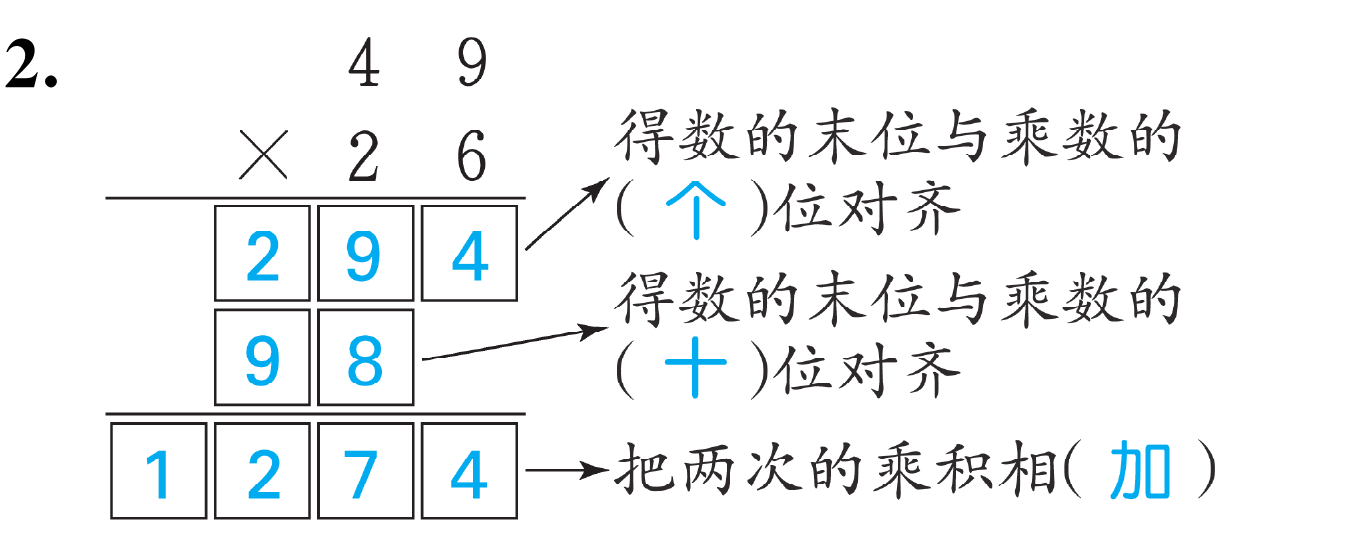 2. 4 9
× 2 6
得数的末位与乘数的
( 个 )位对齐
2 9 4
得数的末位与乘数的
( 十 )位对齐
9 8
1 2 7 4
把两次的乘积相( 加 )